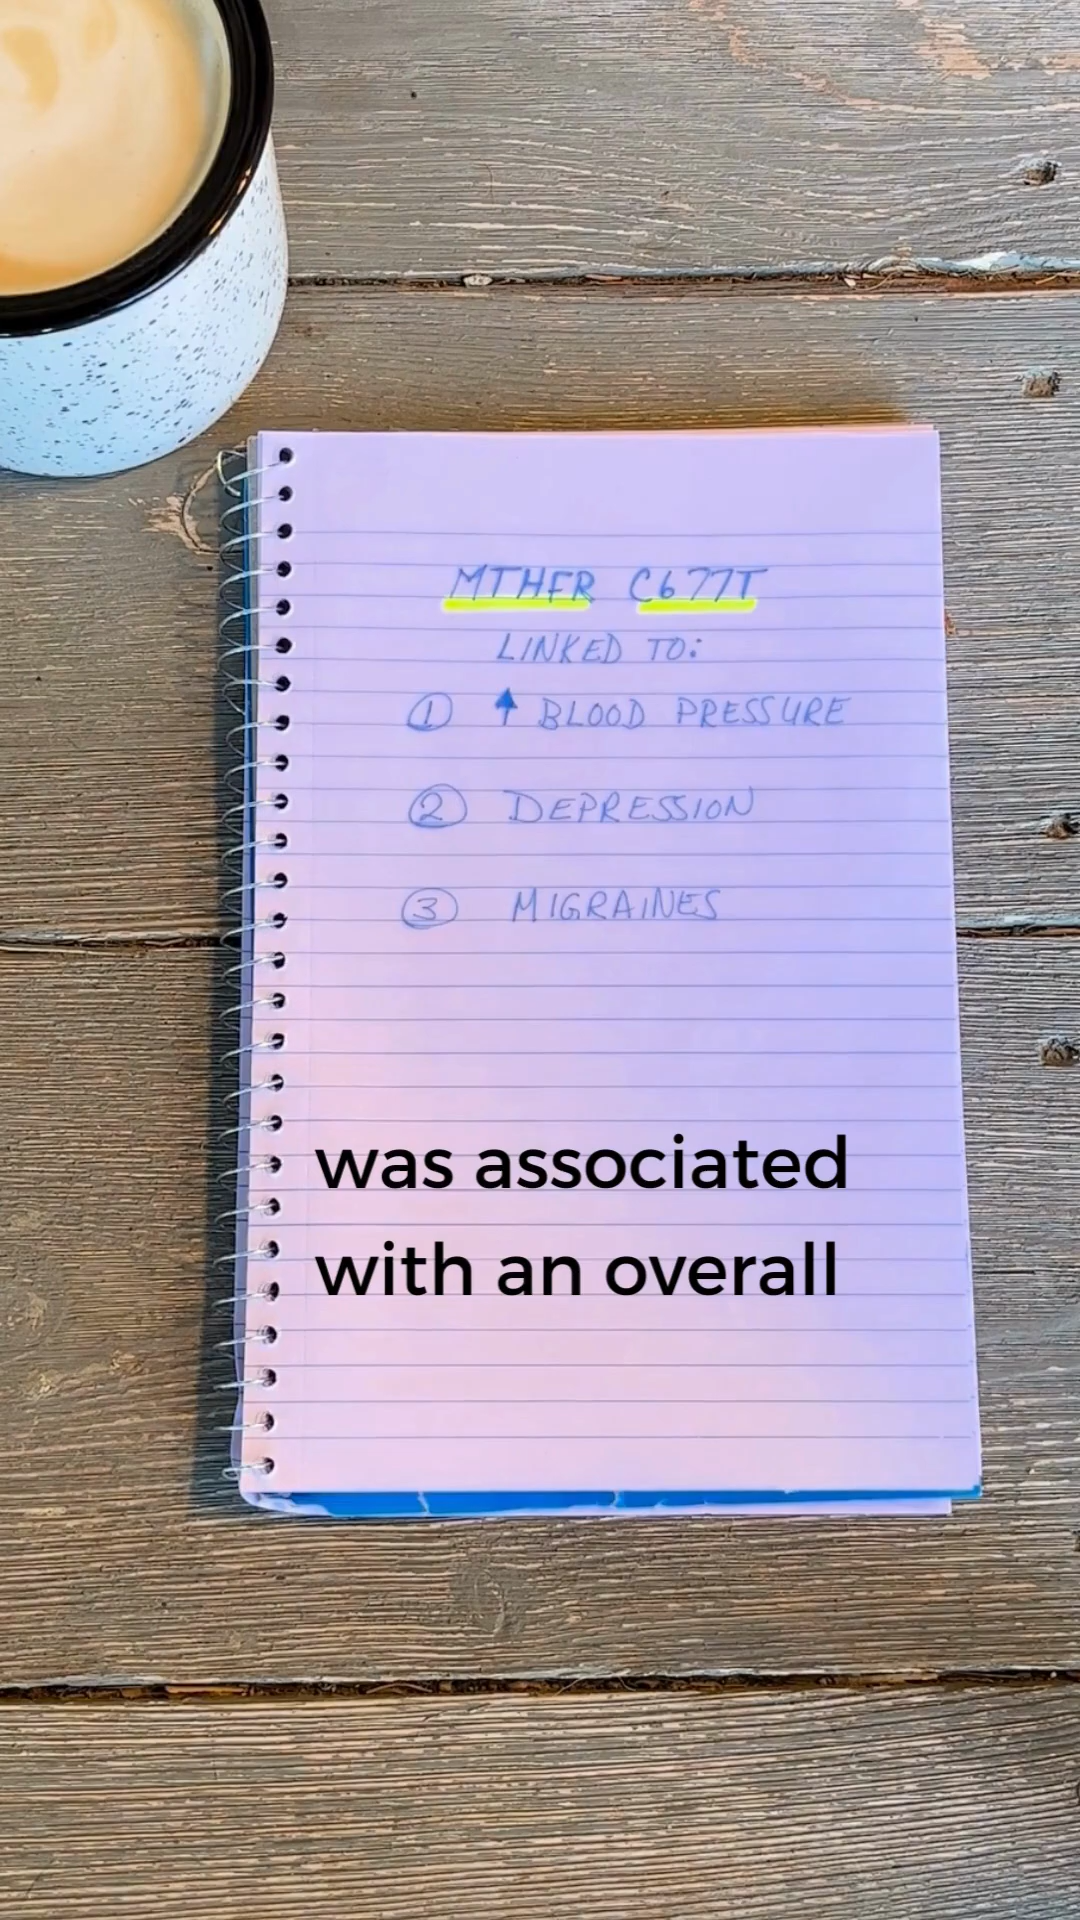 MTHFR C677T
LINKED TO:
① ↑ BLOOD PRESSURE
② DEPRESSION
③ MIGRAINES
was associated
with an overall